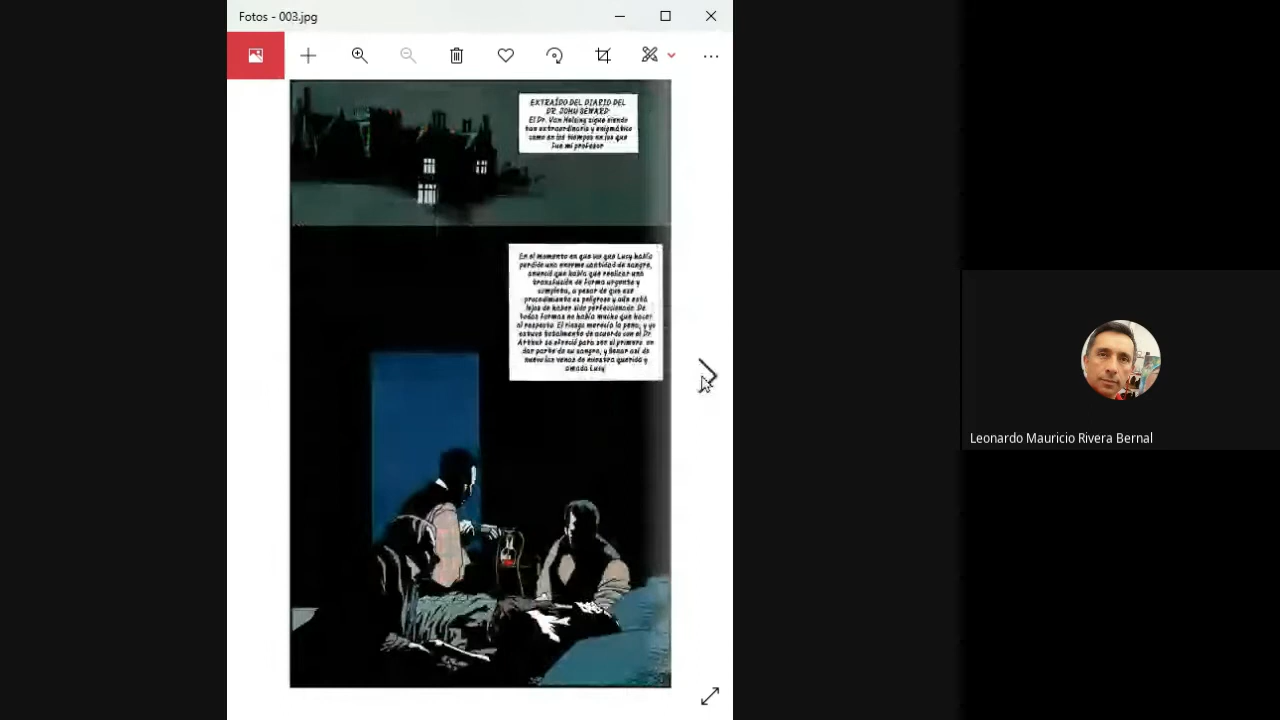 Fotos - 003.jpg
EXTRAÍDO DEL DIARIO DEL
DR. JOHN SEWARD:
El Dr. Van Helsing sigue siendo
tan extraordinario y enigmático
como en los tiempos en los que
fue mi profesor
En el momento en que vio que Lucy había
perdido una enorme cantidad de sangre,
anunció que había que realizar una
transfusión de forma urgente y
completa, a pesar de que ese
procedimiento es peligroso y aún está
lejos de haber sido perfeccionado. De
todas formas no había mucho que hacer
al respecto. El riesgo merecía la pena, y yo
estuve totalmente de acuerdo con el Dr.
Arthur se ofreció para ser el primero en
dar parte de su sangre, y llenar así de
nuevo las venas de nuestra querida y
amada Lucy
Leonardo Mauricio Rivera Bernal